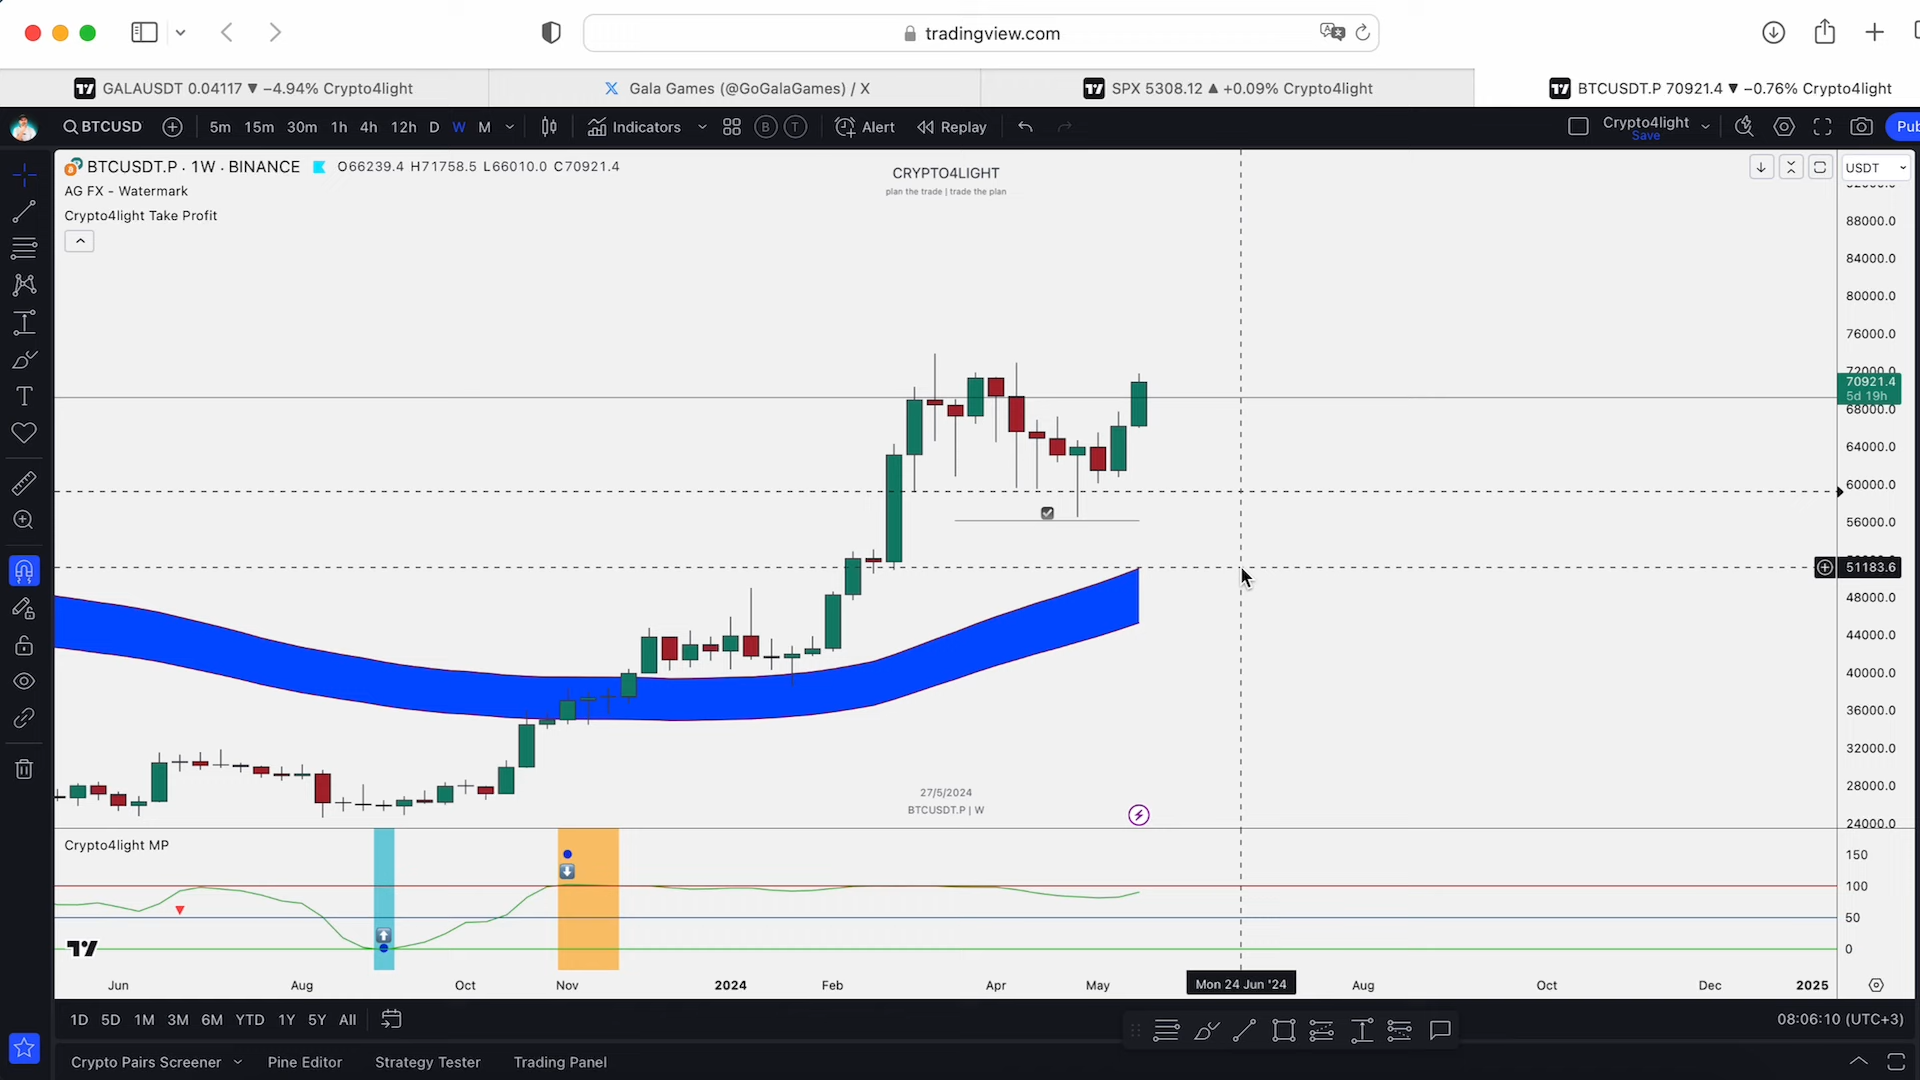 tradingview.com
GALAUSDT 0.04117 ▼ −4.94% Crypto4light
Gala Games (@GoGalaGames) / X
SPX 5308.12 ▲ +0.09% Crypto4light
BTCUSDT.P 70921.4 ▼ −0.76% Crypto4light
BTCUSD
5m 15m 30m 1h 4h 12h D W M
Indicators
B T
Alert
Replay
Crypto4light
Save
Pub
BTCUSDT.P · 1W · BINANCE O66239.4 H71758.5 L66010.0 C70921.4
AG FX - Watermark
Crypto4light Take Profit
CRYPTO4LIGHT
plan the trade | trade the plan
USDT
88000.0
84000.0
80000.0
76000.0
72000.0
70921.4
5d 19h
68000.0
64000.0
60000.0
56000.0
51183.6
48000.0
44000.0
40000.0
36000.0
32000.0
28000.0
24000.0
27/5/2024
BTCUSDT.P | W
Crypto4light MP
150
100
50
0
Jun Aug Oct Nov 2024 Feb Apr May Mon 24 Jun '24 Aug Oct Dec 2025
1D 5D 1M 3M 6M YTD 1Y 5Y All
08:06:10 (UTC+3)
Crypto Pairs Screener Pine Editor Strategy Tester Trading Panel